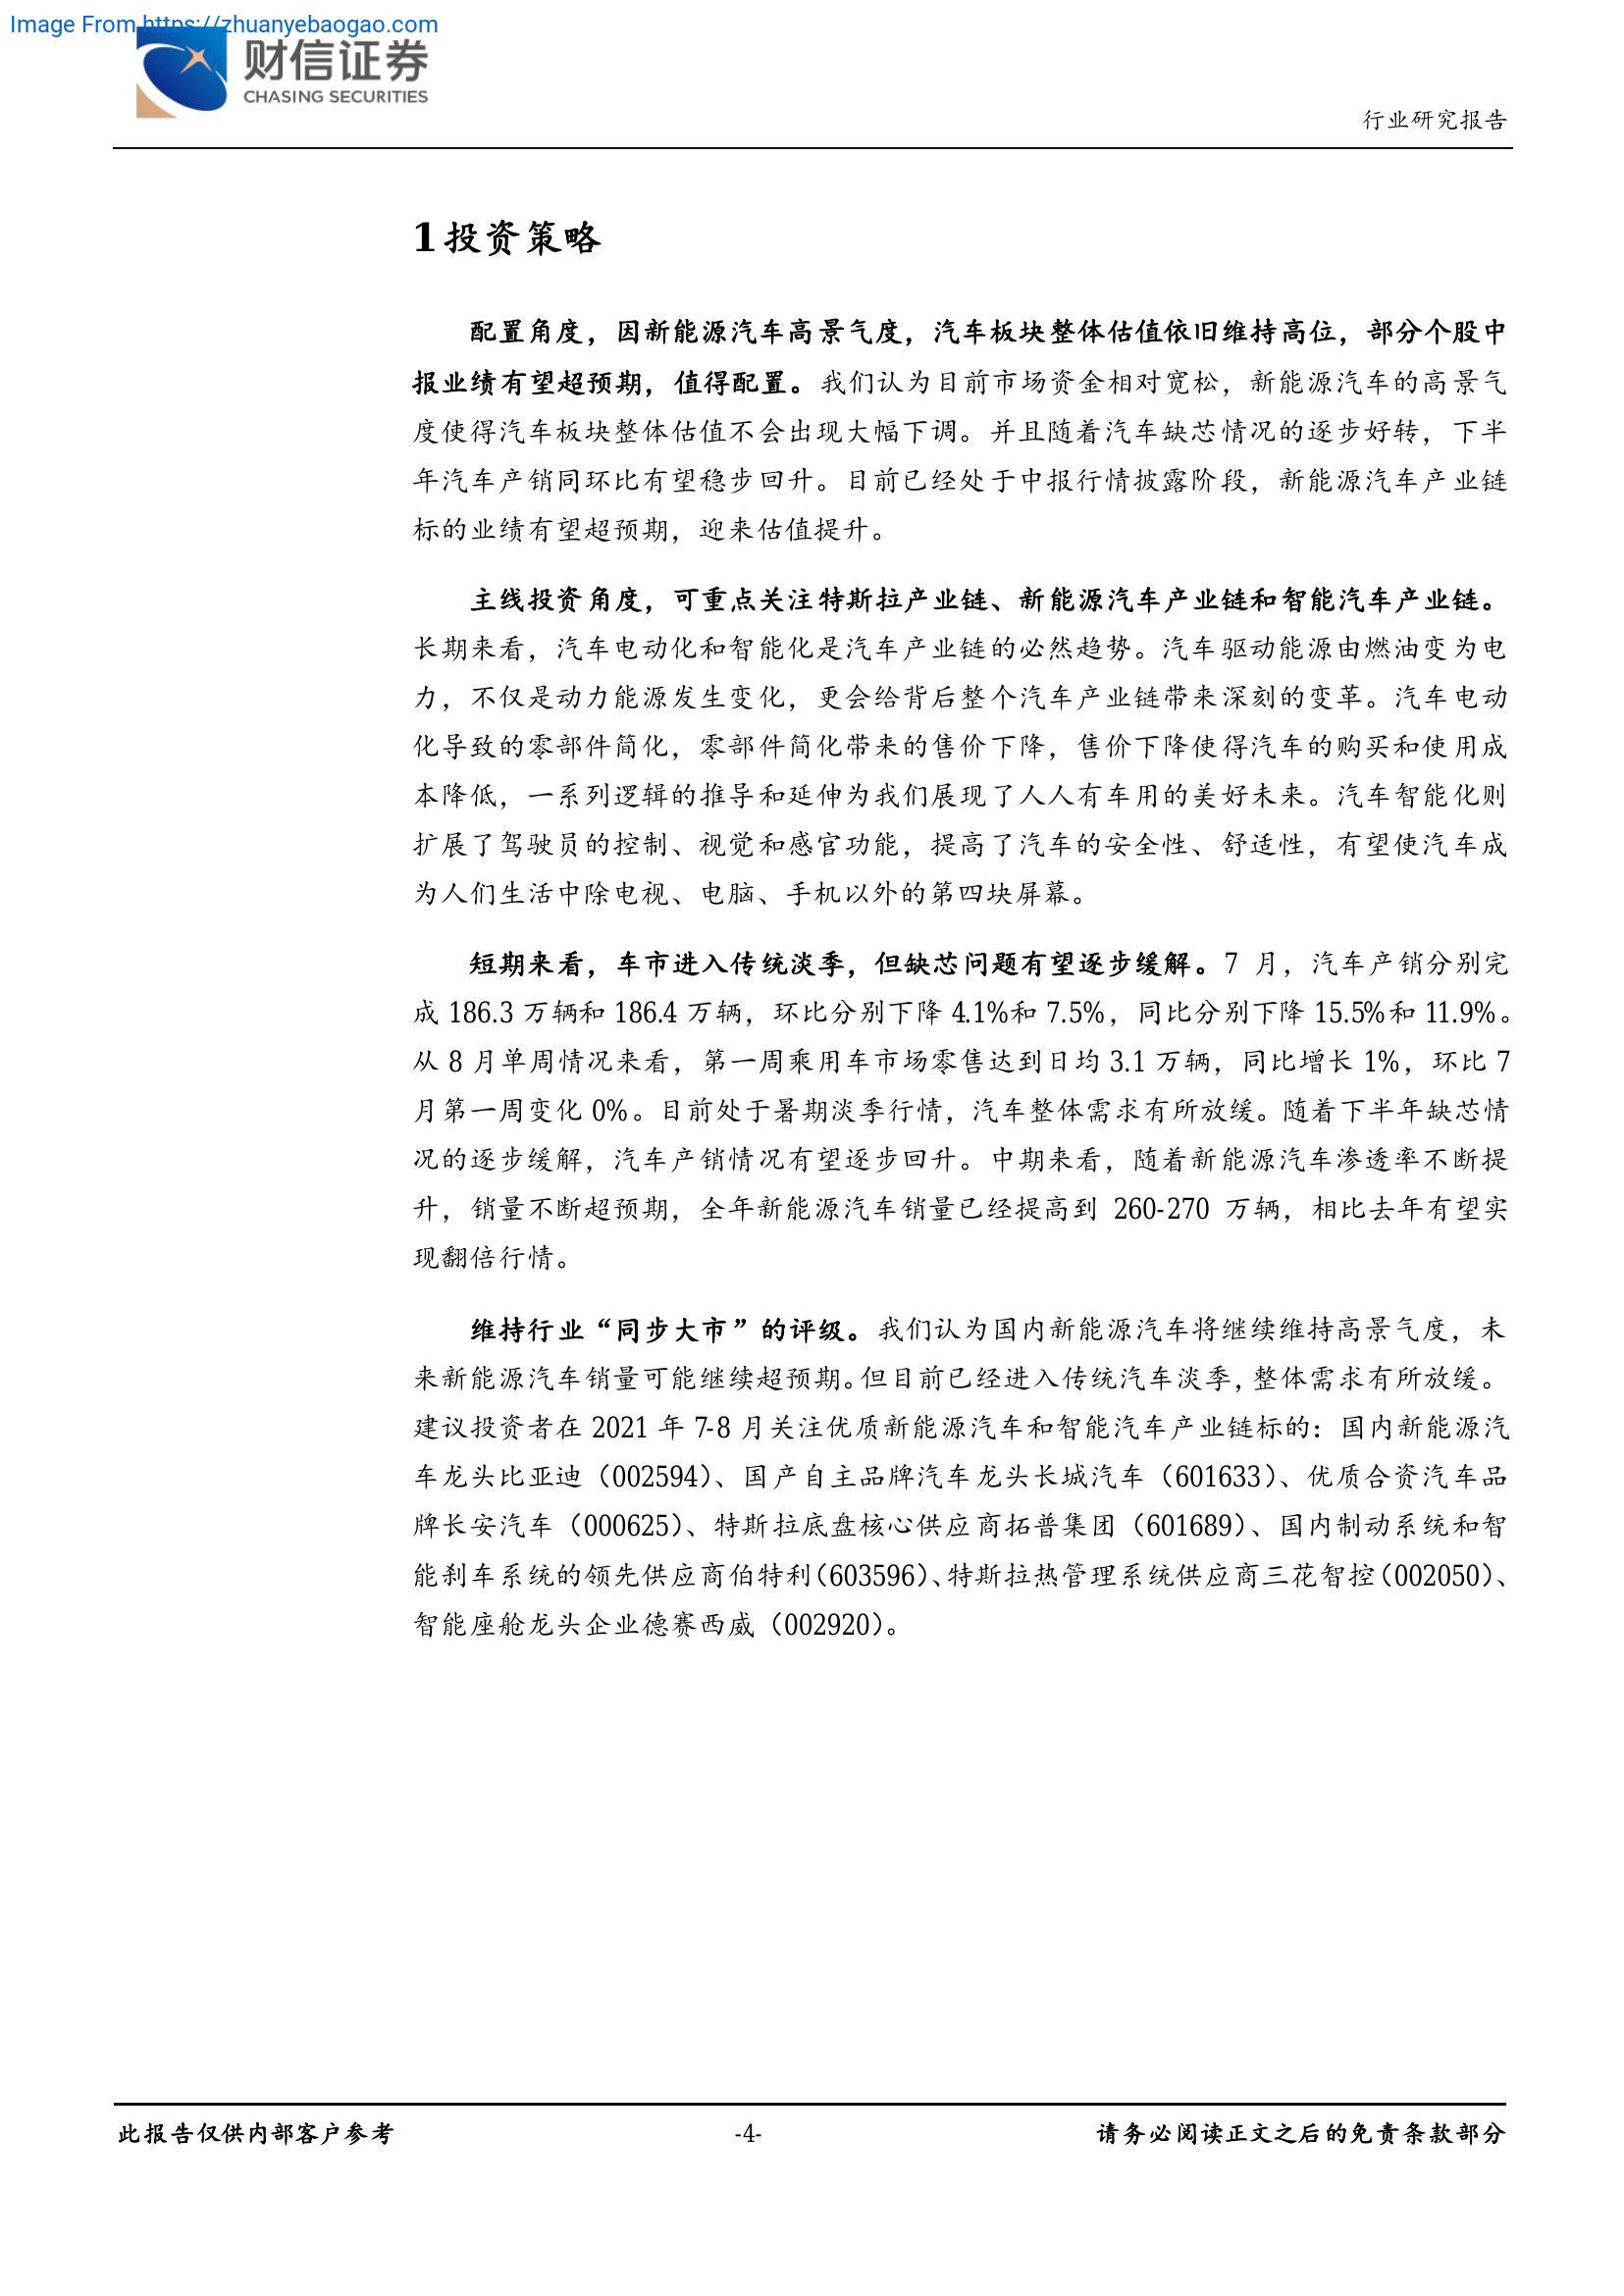 Image From https://zhuanyebaogao.com
财信证券
CHASING SECURITIES
行业研究报告
1投资策略
配置角度，因新能源汽车高景气度，汽车板块整体估值依旧维持高位，部分个股中
报业绩有望超预期，值得配置。我们认为目前市场资金相对宽松，新能源汽车的高景气
度使得汽车板块整体估值不会出现大幅下调。并且随着汽车缺芯情况的逐步好转，下半
年汽车产销同环比有望稳步回升。目前已经处于中报行情披露阶段，新能源汽车产业链
标的业绩有望超预期，迎来估值提升。
主线投资角度，可重点关注特斯拉产业链、新能源汽车产业链和智能汽车产业链。
长期来看，汽车电动化和智能化是汽车产业链的必然趋势。汽车驱动能源由燃油变为电
力，不仅是动力能源发生变化，更会给背后整个汽车产业链带来深刻的变革。汽车电动
化导致的零部件简化，零部件简化带来的售价下降，售价下降使得汽车的购买和使用成
本降低，一系列逻辑的推导和延伸为我们展现了人人有车用的美好未来。汽车智能化则
扩展了驾驶员的控制、视觉和感官功能，提高了汽车的安全性、舒适性，有望使汽车成
为人们生活中除电视、电脑、手机以外的第四块屏幕。
短期来看，车市进入传统淡季，但缺芯问题有望逐步缓解。7 月，汽车产销分别完
成 186.3 万辆和 186.4 万辆，环比分别下降 4.1%和 7.5%，同比分别下降 15.5%和 11.9%。
从 8 月单周情况来看，第一周乘用车市场零售达到日均 3.1 万辆，同比增长 1%，环比 7
月第一周变化 0%。目前处于暑期淡季行情，汽车整体需求有所放缓。随着下半年缺芯情
况的逐步缓解，汽车产销情况有望逐步回升。中期来看，随着新能源汽车渗透率不断提
升，销量不断超预期，全年新能源汽车销量已经提高到 260-270 万辆，相比去年有望实
现翻倍行情。
维持行业“同步大市”的评级。我们认为国内新能源汽车将继续维持高景气度，未
来新能源汽车销量可能继续超预期。但目前已经进入传统汽车淡季，整体需求有所放缓。
建议投资者在 2021 年 7-8 月关注优质新能源汽车和智能汽车产业链标的：国内新能源汽
车龙头比亚迪（002594）、国产自主品牌汽车龙头长城汽车（601633）、优质合资汽车品
牌长安汽车（000625）、特斯拉底盘核心供应商拓普集团（601689）、国内制动系统和智
能刹车系统的领先供应商伯特利（603596）、特斯拉热管理系统供应商三花智控（002050）、
智能座舱龙头企业德赛西威（002920）。
此报告仅供内部客户参考
-4-
请务必阅读正文之后的免责条款部分